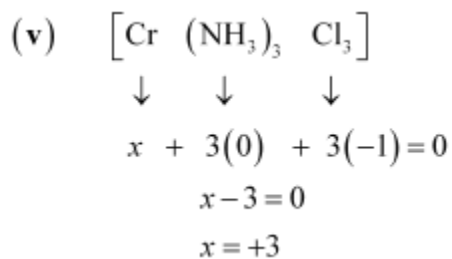 (v) [Cr (NH₃)₃ Cl₃]
↓ ↓ ↓
x + 3(0) + 3(−1) = 0
x − 3 = 0
x = +3